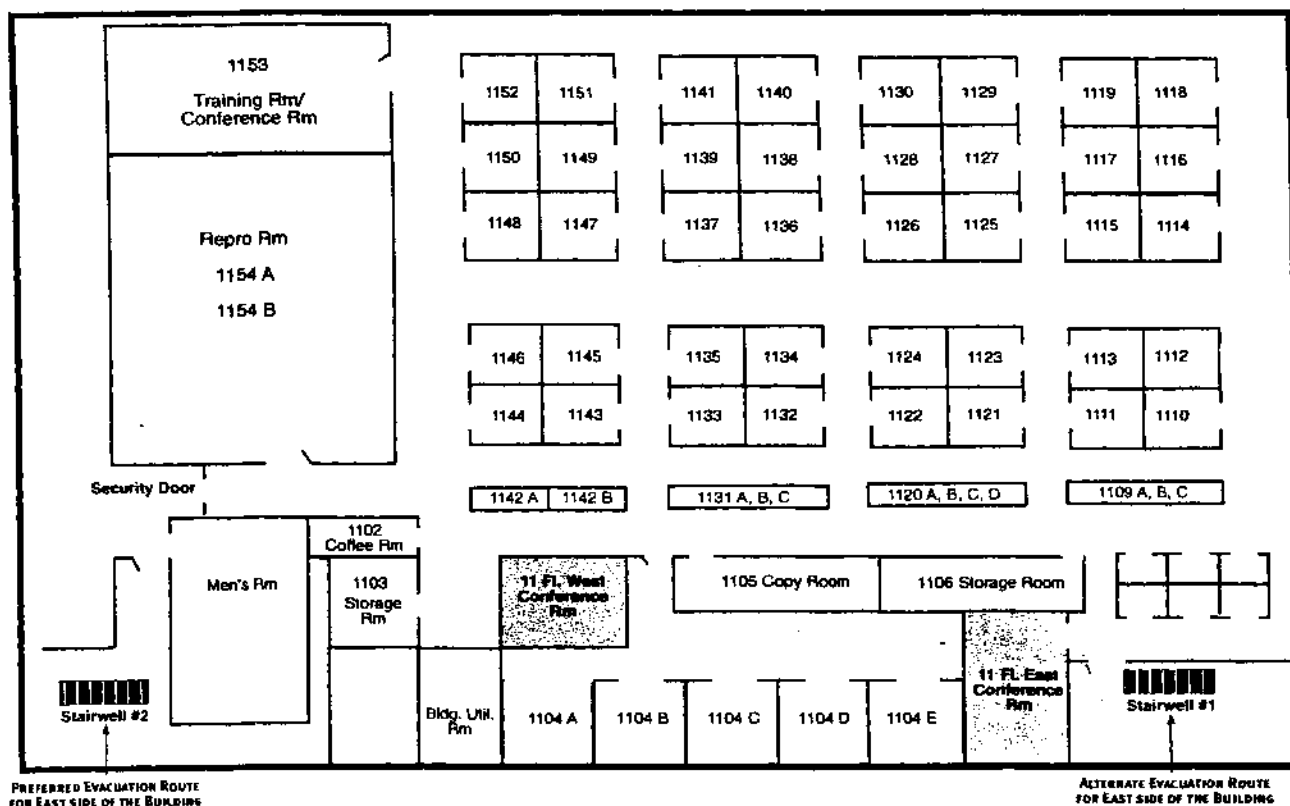 1153
Training Rm/
Conference Rm
1152 1151 1141 1140 1130 1129 1119 1118
1150 1149 1139 1138 1128 1127 1117 1116
1148 1147 1137 1136 1126 1125 1115 1114
Repro Rm
1154 A
1154 B
1146 1145 1135 1134 1124 1123 1113 1112
1144 1143 1133 1132 1122 1121 1111 1110
Security Door
1142 A 1142 B 1131 A, B, C 1120 A, B, C, D 1109 A, B, C
1102
Coffee Rm
Men's Rm
1103
Storage
Rm
11 Fl. West
Conference
Rm
1105 Copy Room 1106 Storage Room
11 Fl. East
Conference
Rm
Stairwell #2
Bldg. Util.
Rm
1104 A 1104 B 1104 C 1104 D 1104 E
Stairwell #1
PREFERRED EVACUATION ROUTE
FOR EAST SIDE OF THE BUILDING
ALTERNATE EVACUATION ROUTE
FOR EAST SIDE OF THE BUILDING